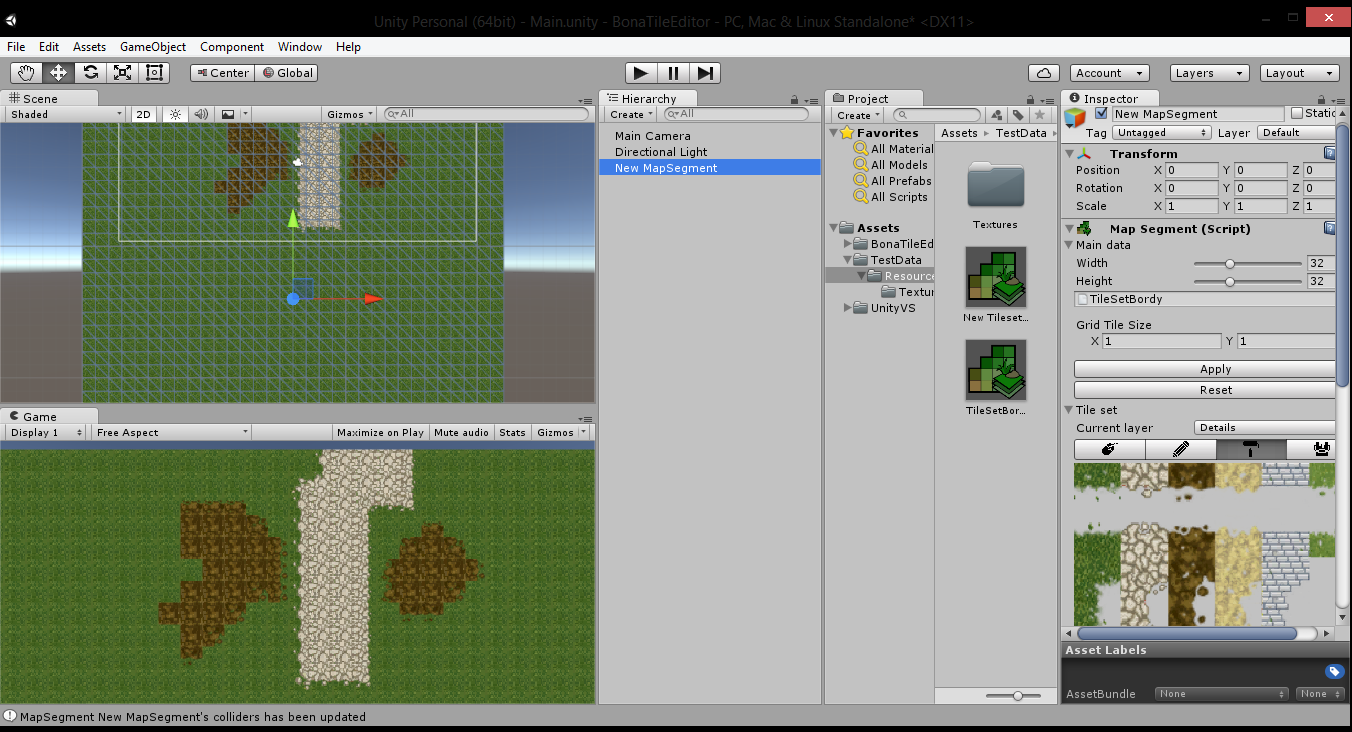 Unity Personal (64bit) - Main.unity - BonaTileEditor - PC, Mac & Linux Standalone* <DX11>
File Edit Assets GameObject Component Window Help
Center Global Account Layers Layout
Scene
Shaded 2D Gizmos All
Game
Display 1 Free Aspect Maximize on Play Mute audio Stats Gizmos
Hierarchy
Create All
Main Camera
Directional Light
New MapSegment
Project
Create
Favorites
All Material
All Models
All Prefabs
All Scripts
Assets
BonaTileEd
TestData
Resource
Textur
UnityVS
Assets TestData
Textures
New Tileset...
TileSetBor...
Inspector
New MapSegment Static
Tag Untagged Layer Default
Transform
Position X 0 Y 0 Z 0
Rotation X 0 Y 0 Z 0
Scale X 1 Y 1 Z 1
Map Segment (Script)
Main data
Width 32
Height 32
TileSetBordy
Grid Tile Size
X 1 Y 1
Apply
Reset
Tile set
Current layer Details
Asset Labels
AssetBundle None None
MapSegment New MapSegment's colliders has been updated